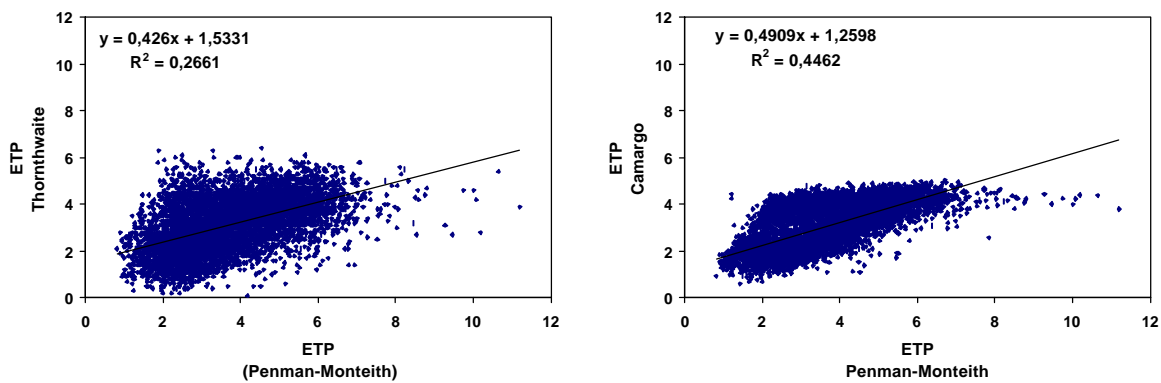 y = 0,426x + 1,5331
R² = 0,2661
12
10
8
6
4
2
0
ETP
Thornthwaite
0 2 4 6 8 10 12
ETP
(Penman-Monteith)
y = 0,4909x + 1,2598
R² = 0,4462
12
10
8
6
4
2
0
ETP
Camargo
0 2 4 6 8 10 12
ETP
Penman-Monteith